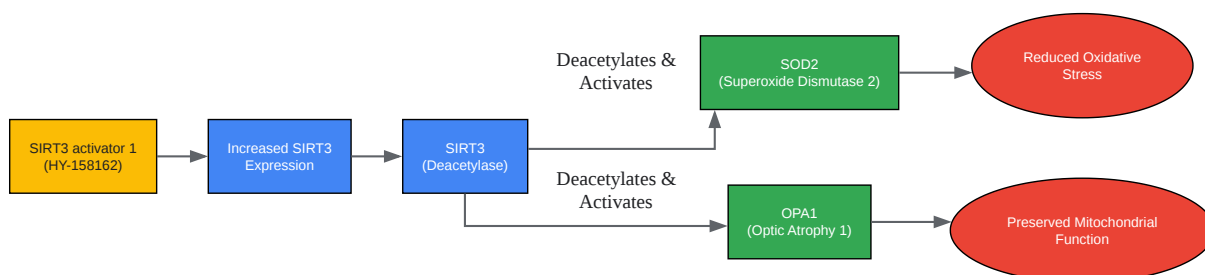 SIRT3 activator 1
(HY-158162)
Increased SIRT3
Expression
SIRT3
(Deacetylase)
Deacetylates &
Activates
SOD2
(Superoxide Dismutase 2)
Reduced Oxidative
Stress
Deacetylates &
Activates
OPA1
(Optic Atrophy 1)
Preserved Mitochondrial
Function